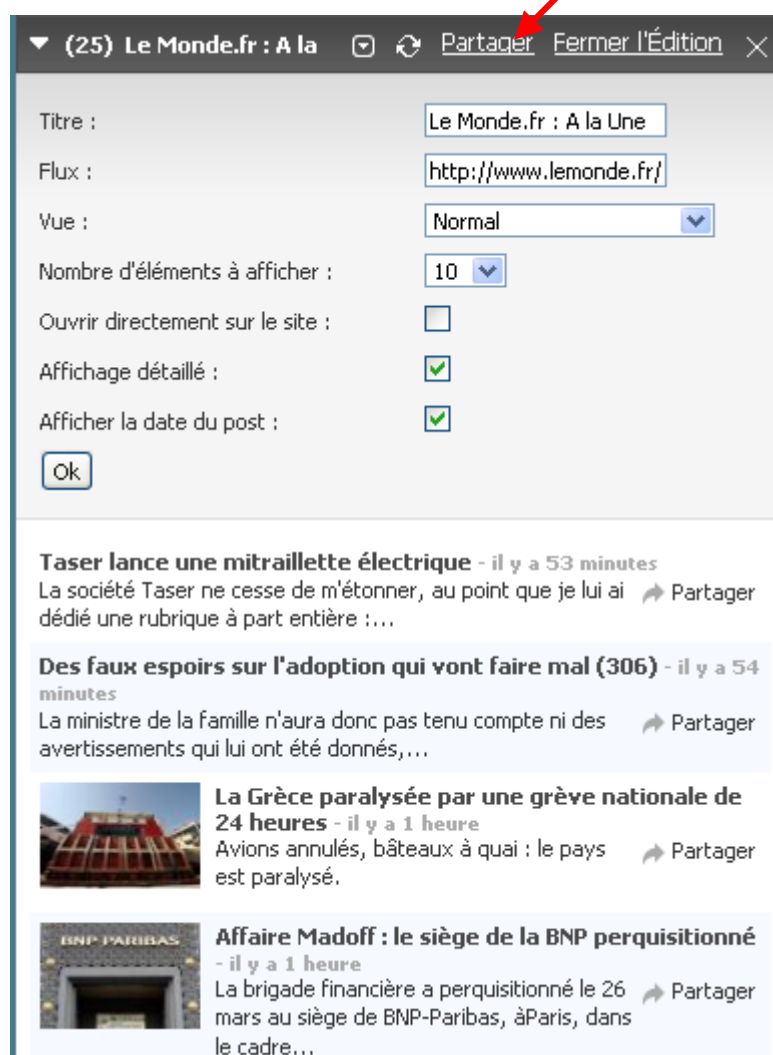 (25) Le Monde.fr : A la Partager Fermer l'Édition
Titre : Le Monde.fr : A la Une
Flux : http://www.lemonde.fr/
Vue : Normal
Nombre d'éléments à afficher : 10
Ouvrir directement sur le site :
Affichage détaillé :
Afficher la date du post :
Ok
Taser lance une mitraillette électrique - il y a 53 minutes
La société Taser ne cesse de m'étonner, au point que je lui ai Partager
dédié une rubrique à part entière :...
Des faux espoirs sur l'adoption qui vont faire mal (306) - il y a 54
minutes
La ministre de la famille n'aura donc pas tenu compte ni des Partager
avertissements qui lui ont été donnés,...
La Grèce paralysée par une grève nationale de
24 heures - il y a 1 heure
Avions annulés, bâteaux à quai : le pays Partager
est paralysé.
BNP PARIBAS
Affaire Madoff : le siège de la BNP perquisitionné
- il y a 1 heure
La brigade financière a perquisitionné le 26 Partager
mars au siège de BNP-Paribas, àParis, dans
le cadre...